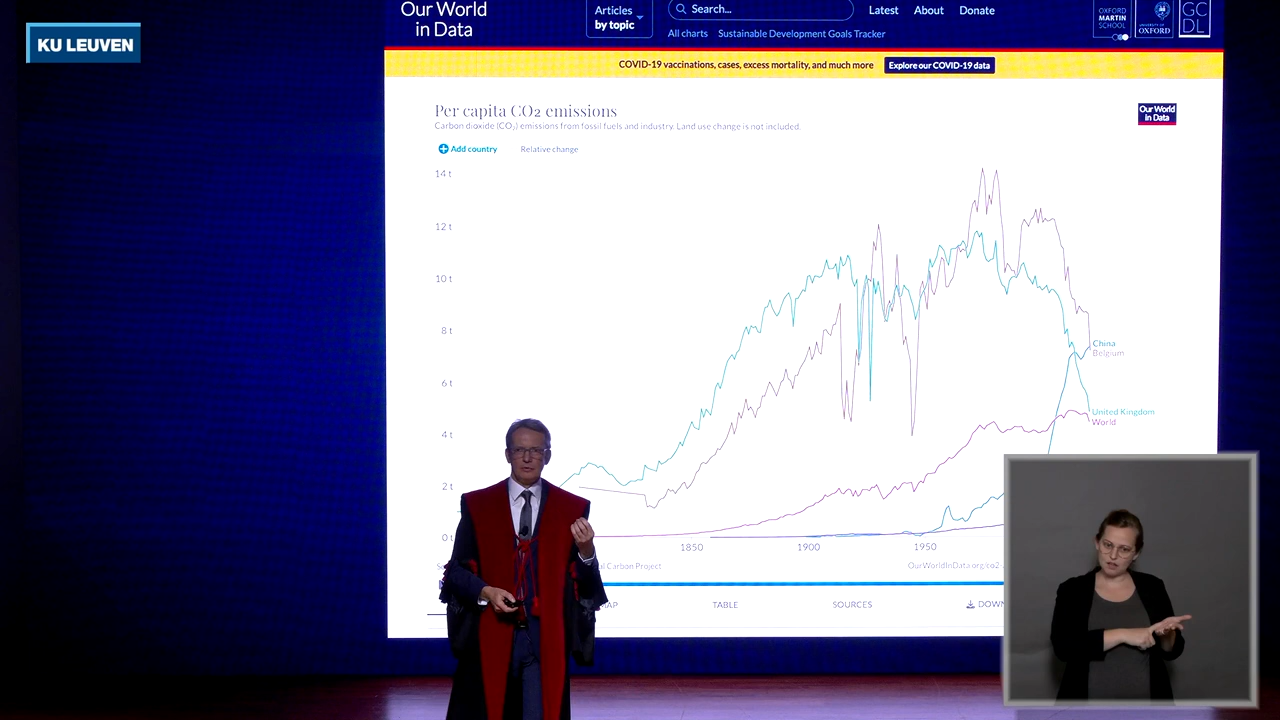 KU LEUVEN
Our World
in Data
Articles
by topic
Search...
Latest
About
Donate
All charts
Sustainable Development Goals Tracker
OXFORD
MARTIN
SCHOOL
UNIVERSITY OF
OXFORD
GC
DL
COVID-19 vaccinations, cases, excess mortality, and much more
Explore our COVID-19 data
Per capita CO2 emissions
Carbon dioxide (CO₂) emissions from fossil fuels and industry. Land use change is not included.
Our World
in Data
Add country
Relative change
14 t
12 t
10 t
8 t
6 t
4 t
2 t
0 t
China
Belgium
United Kingdom
World
1850
1900
1950
Carbon Project
OurWorldInData.org/co2
MAP
TABLE
SOURCES
DOWN